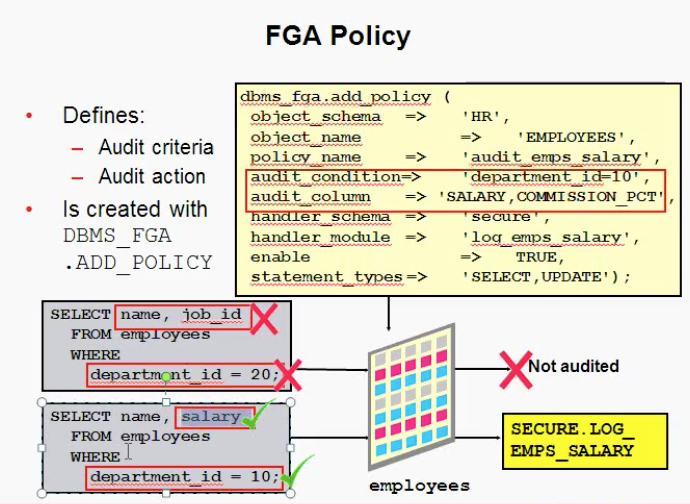 FGA Policy
• Defines:
– Audit criteria
– Audit action
• Is created with
DBMS_FGA
.ADD_POLICY
dbms_fga.add_policy (
object_schema => 'HR',
object_name => 'EMPLOYEES',
policy_name => 'audit_emps_salary',
audit_condition=> 'department_id=10',
audit_column => 'SALARY,COMMISSION_PCT',
handler_schema => 'secure',
handler_module => 'log_emps_salary',
enable => TRUE,
statement_types=> 'SELECT,UPDATE');
SELECT name, job_id
FROM employees
WHERE
department_id = 20;
Not audited
SELECT name, salary
FROM employees
WHERE
department_id = 10;
SECURE.LOG_
EMPS_SALARY
employees